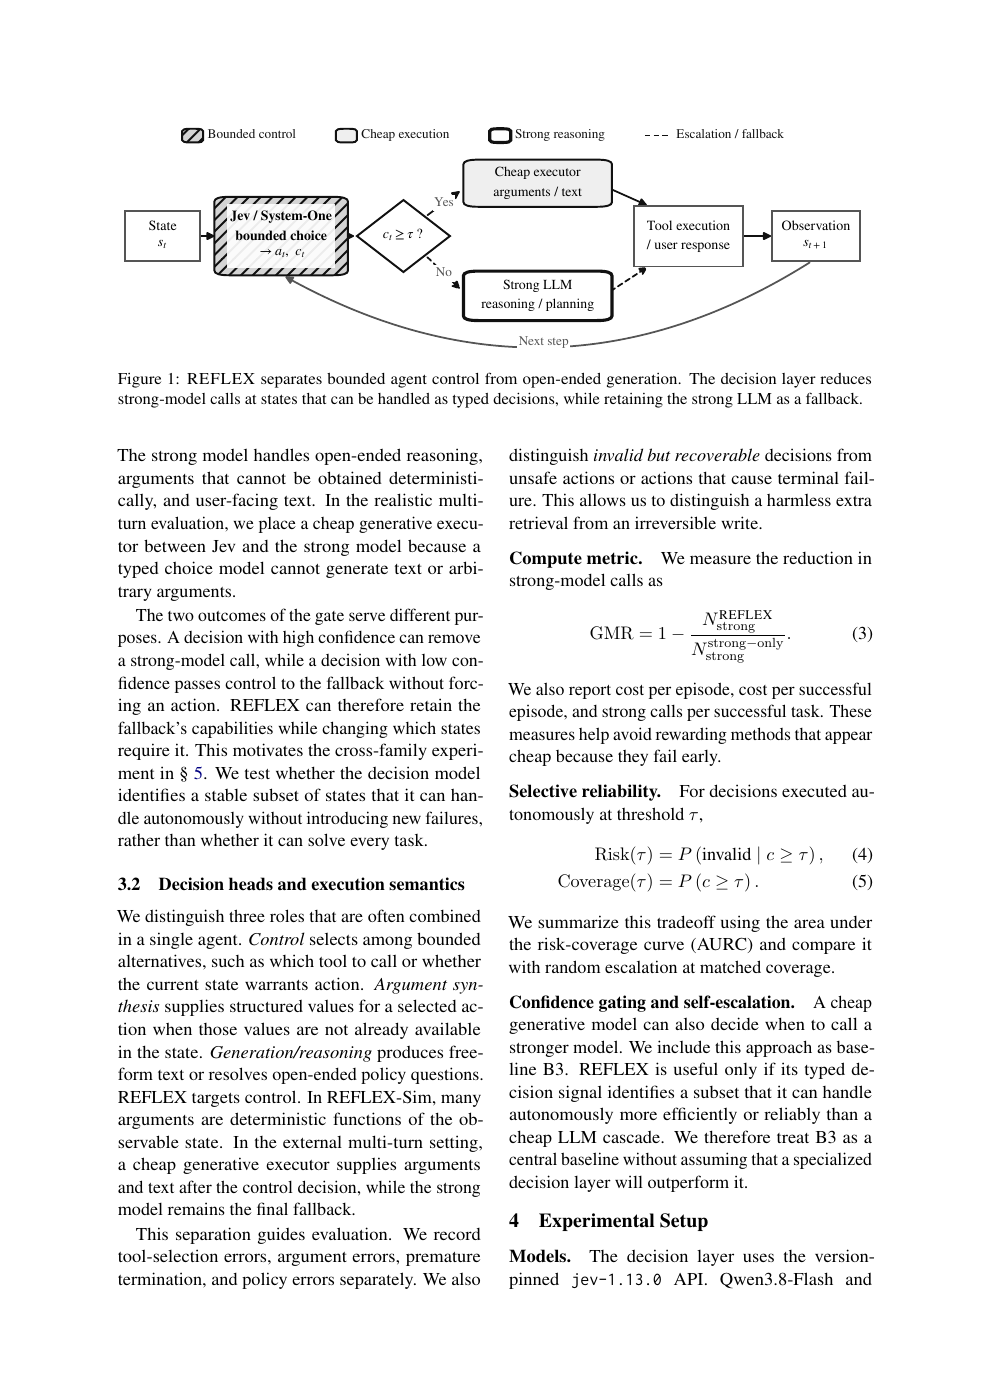 Bounded control
Cheap execution
Strong reasoning
Escalation / fallback
State
s_t
Jev / System-One
bounded choice
→ a_t, c_t
c_t ≥ τ ?
Yes
No
Cheap executor
arguments / text
Strong LLM
reasoning / planning
Tool execution
/ user response
Observation
s_{t+1}
Next step
Figure 1: REFLEX separates bounded agent control from open-ended generation. The decision layer reduces
strong-model calls at states that can be handled as typed decisions, while retaining the strong LLM as a fallback.
The strong model handles open-ended reasoning,
arguments that cannot be obtained deterministi-
cally, and user-facing text. In the realistic multi-
turn evaluation, we place a cheap generative execu-
tor between Jev and the strong model because a
typed choice model cannot generate text or arbi-
trary arguments.
The two outcomes of the gate serve different pur-
poses. A decision with high confidence can remove
a strong-model call, while a decision with low con-
fidence passes control to the fallback without forc-
ing an action. REFLEX can therefore retain the
fallback's capabilities while changing which states
require it. This motivates the cross-family experi-
ment in § 5. We test whether the decision model
identifies a stable subset of states that it can han-
dle autonomously without introducing new failures,
rather than whether it can solve every task.
3.2 Decision heads and execution semantics
We distinguish three roles that are often combined
in a single agent. Control selects among bounded
alternatives, such as which tool to call or whether
the current state warrants action. Argument syn-
thesis supplies structured values for a selected ac-
tion when those values are not already available
in the state. Generation/reasoning produces free-
form text or resolves open-ended policy questions.
REFLEX targets control. In REFLEX-Sim, many
arguments are deterministic functions of the ob-
servable state. In the external multi-turn setting,
a cheap generative executor supplies arguments
and text after the control decision, while the strong
model remains the final fallback.
This separation guides evaluation. We record
tool-selection errors, argument errors, premature
termination, and policy errors separately. We also
distinguish invalid but recoverable decisions from
unsafe actions or actions that cause terminal fail-
ure. This allows us to distinguish a harmless extra
retrieval from an irreversible write.
Compute metric. We measure the reduction in
strong-model calls as
GMR = 1 − N_strong^REFLEX / N_strong^strong−only. (3)
We also report cost per episode, cost per successful
episode, and strong calls per successful task. These
measures help avoid rewarding methods that appear
cheap because they fail early.
Selective reliability. For decisions executed au-
tonomously at threshold τ,
Risk(τ) = P (invalid | c ≥ τ) , (4)
Coverage(τ) = P (c ≥ τ) . (5)
We summarize this tradeoff using the area under
the risk-coverage curve (AURC) and compare it
with random escalation at matched coverage.
Confidence gating and self-escalation. A cheap
generative model can also decide when to call a
stronger model. We include this approach as base-
line B3. REFLEX is useful only if its typed de-
cision signal identifies a subset that it can handle
autonomously more efficiently or reliably than a
cheap LLM cascade. We therefore treat B3 as a
central baseline without assuming that a specialized
decision layer will outperform it.
4 Experimental Setup
Models. The decision layer uses the version-
pinned jev-1.13.0 API. Qwen3.8-Flash and